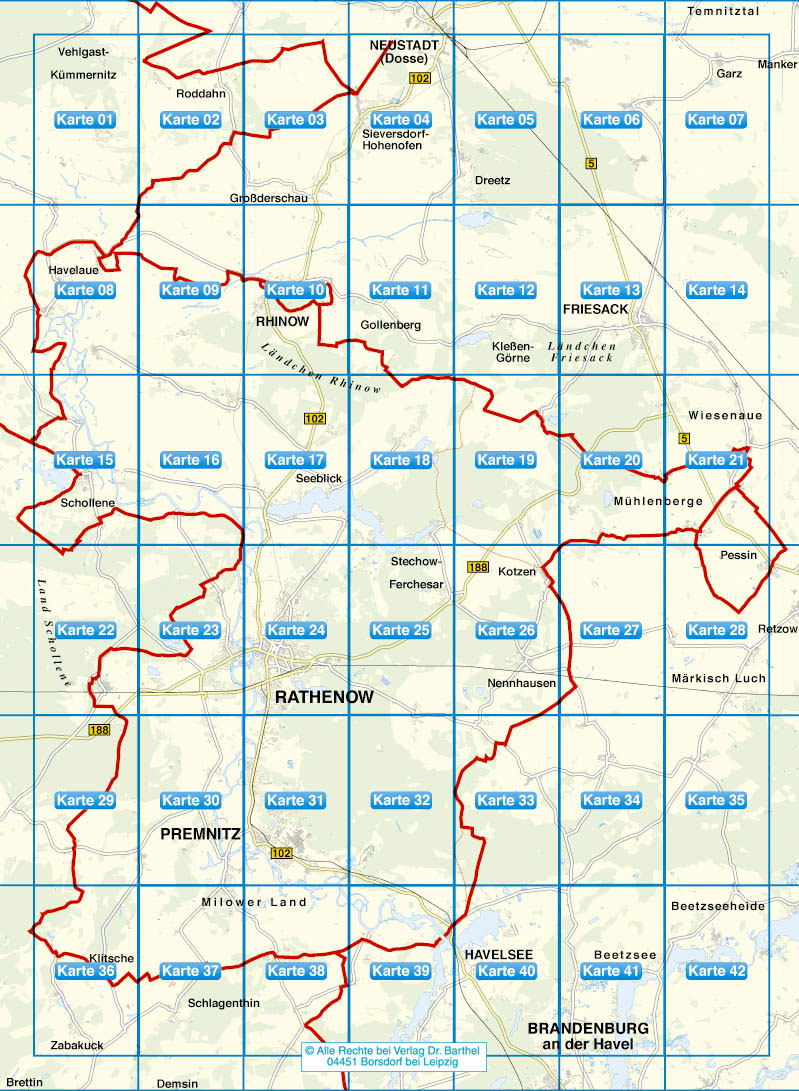 Temnitztal
NEUSTADT
(Dosse)
Vehlgast-
Kümmernitz
Manker
Garz
102
Roddahn
Karte 01
Karte 02
Karte 03
Karte 04
Karte 05
Karte 06
Karte 07
Sieversdorf-
Hohenofen
5
Dreetz
Großderschau
Havelaue
Karte 08
Karte 09
Karte 10
Karte 11
Karte 12
Karte 13
Karte 14
FRIESACK
RHINOW
Gollenberg
Kleßen-
Görne
Ländchen
Friesack
Ländchen Rhinow
102
Wiesenaue
5
Karte 15
Karte 16
Karte 17
Karte 18
Karte 19
Karte 20
Karte 21
Seeblick
Schollene
Mühlenberge
Stechow-
Ferchesar
188
Kotzen
Pessin
Land Schollene
Karte 22
Karte 23
Karte 24
Karte 25
Karte 26
Karte 27
Karte 28
Retzow
Märkisch Luch
Nennhausen
RATHENOW
188
Karte 29
Karte 30
Karte 31
Karte 32
Karte 33
Karte 34
Karte 35
PREMNITZ
102
Milower Land
Beetzseeheide
Klitsche
HAVELSEE
Beetzsee
Karte 36
Karte 37
Karte 38
Karte 39
Karte 40
Karte 41
Karte 42
Schlagenthin
BRANDENBURG
an der Havel
Zabakuck
© Alle Rechte bei Verlag Dr. Barthel
04451 Borsdorf bei Leipzig
Brettin
Demsin